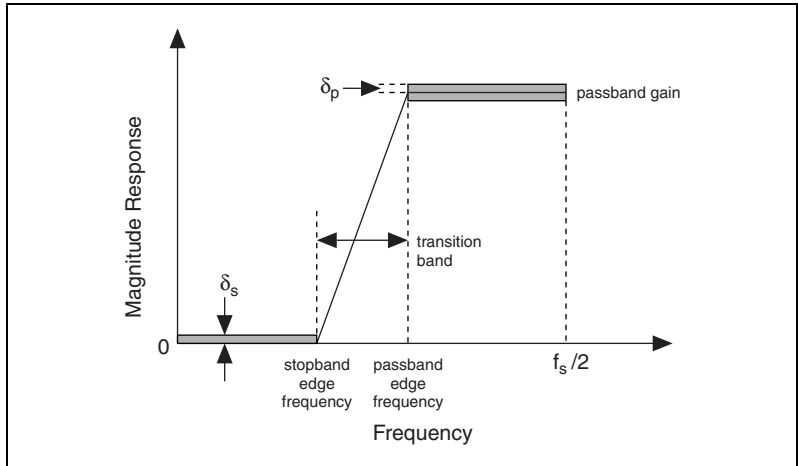 δp
passband gain
Magnitude Response
transition
band
δs
0
stopband
edge
frequency
passband
edge
frequency
fs/2
Frequency